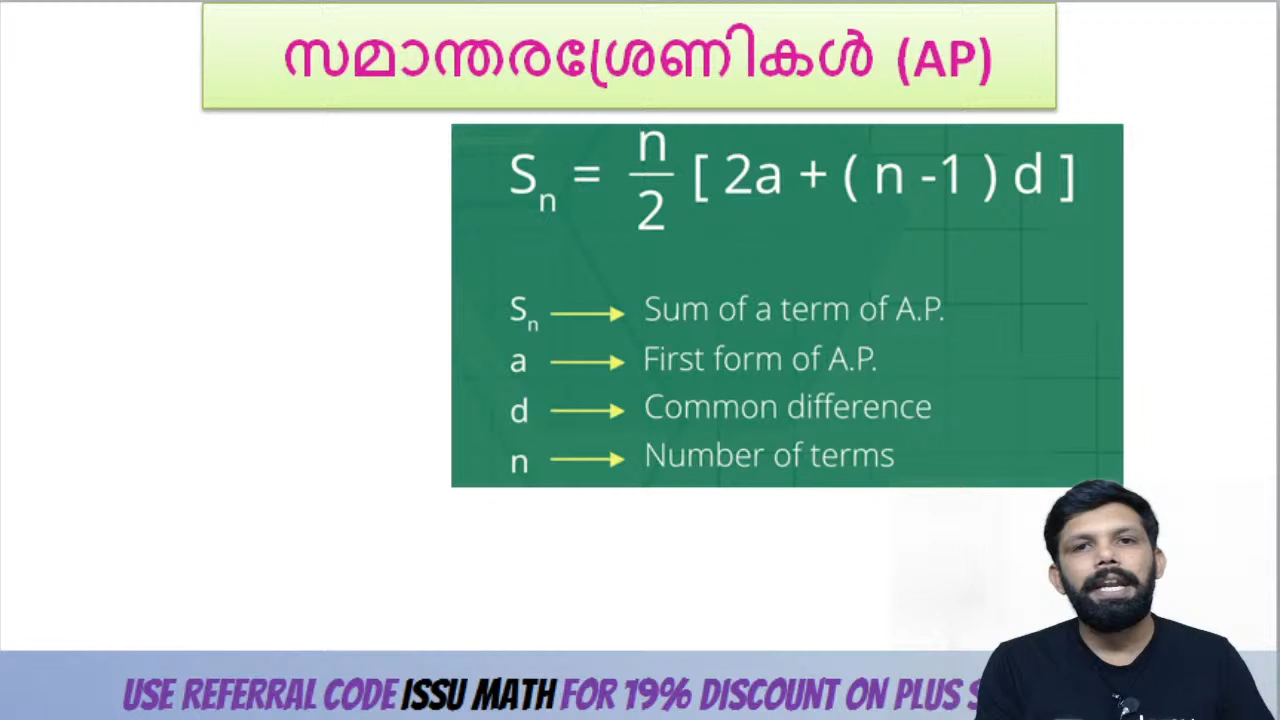 സമാന്തരശ്രേണികൾ (AP)
Sn = n/2 [ 2a + ( n -1 ) d ]
Sn → Sum of a term of A.P.
a → First form of A.P.
d → Common difference
n → Number of terms
USE REFERRAL CODE ISSU MATH FOR 19% DISCOUNT ON PLUS